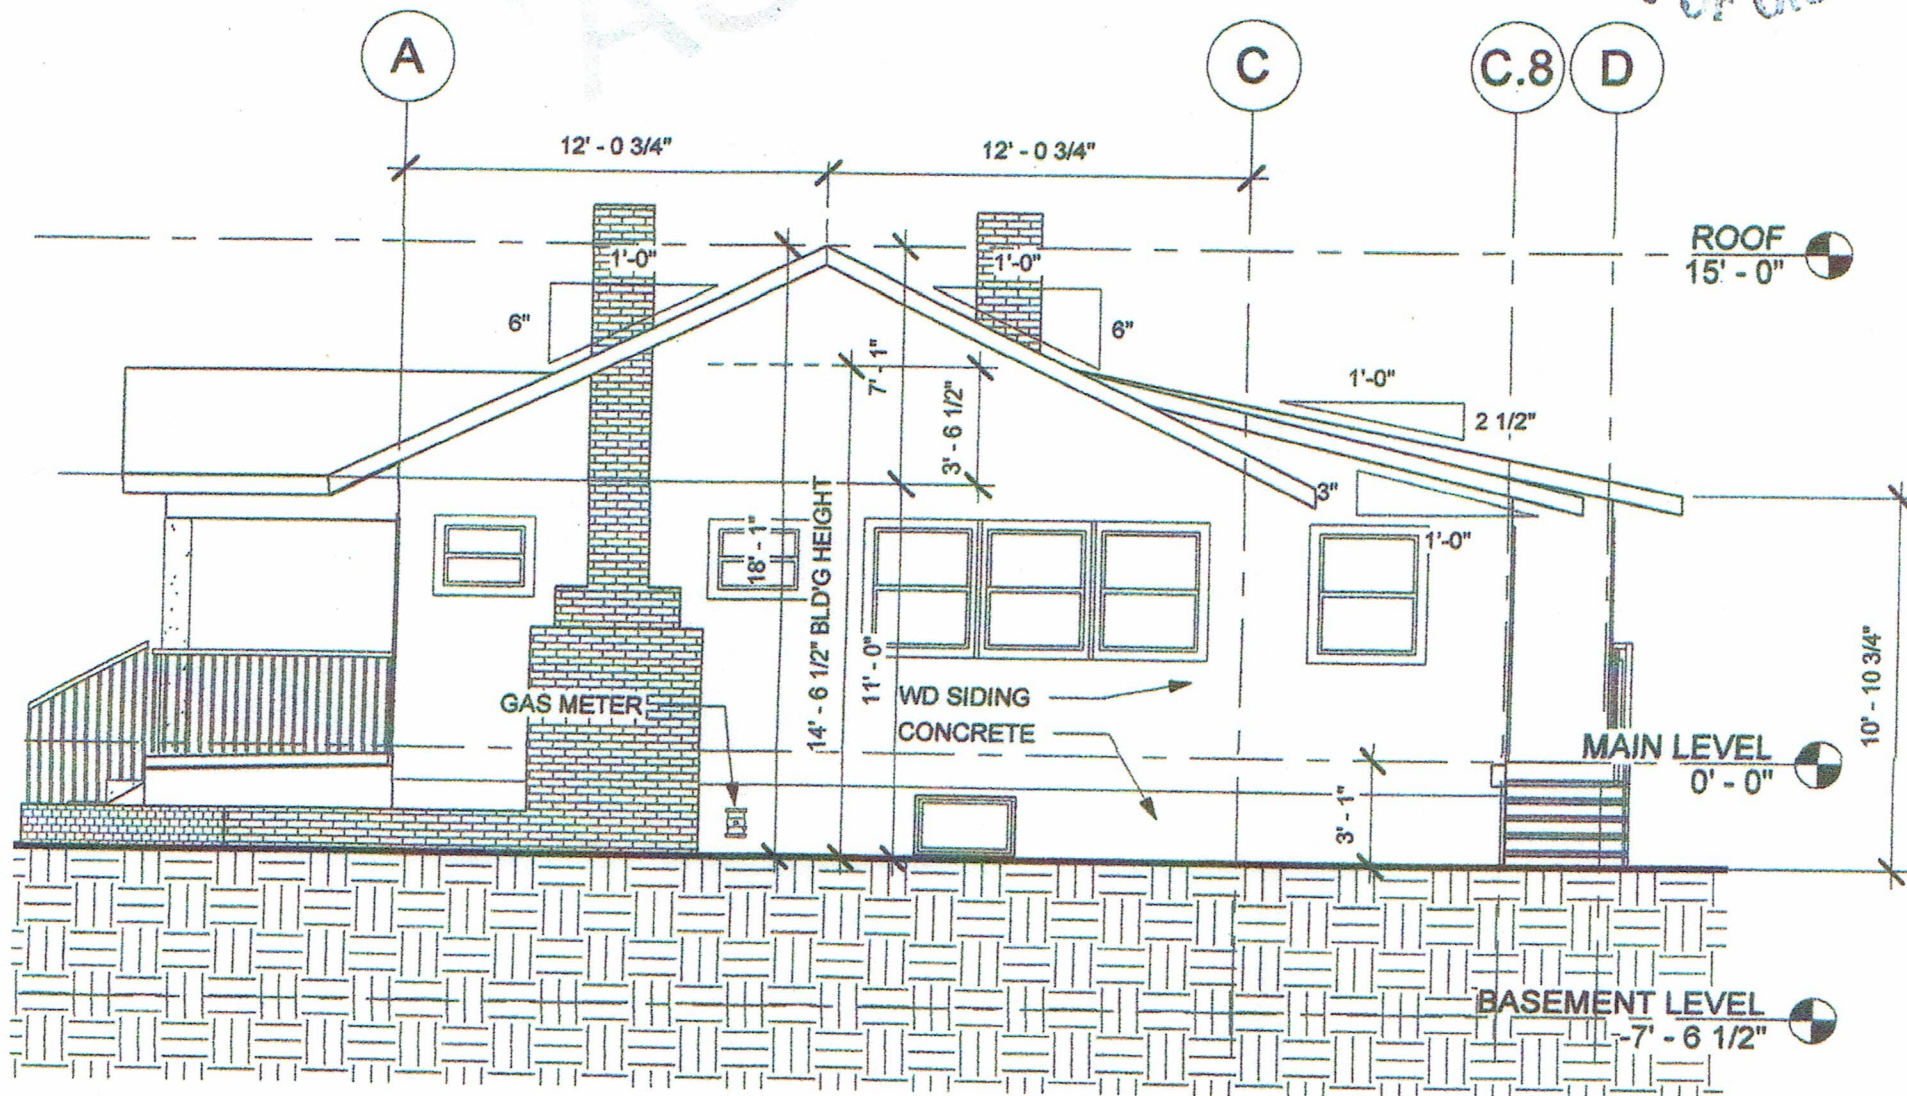 A
C
C.8
D
12' - 0 3/4"
12' - 0 3/4"
ROOF
15' - 0"
1'-0"
1'-0"
6"
6"
7' - 1"
3' - 6 1/2"
1'-0"
2 1/2"
3"
1'-0"
18' - 1"
14' - 6 1/2" BLD'G HEIGHT
11' - 0"
GAS METER
WD SIDING
CONCRETE
3' - 1"
10' - 10 3/4"
MAIN LEVEL
0' - 0"
BASEMENT LEVEL
-7' - 6 1/2"